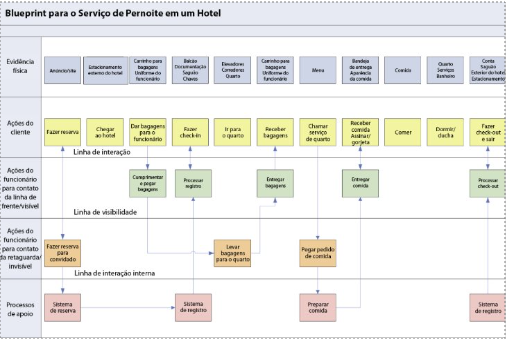 Blueprint para o Serviço de Pernoite em um Hotel
Evidência
física
Anúncio/site
Estacionamento
externo do hotel
Carrinho para
bagagens
Uniforme do
funcionário
Balcão
Documentação
Saguão
Chaves
Elevadores
Corredores
Quarto
Carrinho para
bagagens
Uniforme do
funcionário
Menu
Bandeja
da entrega
Aparência
da comida
Comida
Quarto
Serviços
Banheiro
Conta
Saguão
Exterior do hotel
Estacionamento
Ações do
cliente
Fazer reserva
Chegar
ao hotel
Dar bagagens
para o
funcionário
Fazer
check-in
Ir para
o quarto
Receber
bagagens
Chamar
serviço
de quarto
Receber
comida
Assinar/
gorjeta
Comer
Dormir/
ducha
Fazer
check-out
e sair
Linha de interação
Ações do
funcionário
para contato
da linha de
frente/visível
Cumprimentar
e pegar
bagagens
Processar
registro
Entregar
bagagens
Entregar
comida
Processar
check-out
Linha de visibilidade
Ações do
funcionário
para contato
da retaguarda/
invisível
Fazer reserva
para
convidado
Levar
bagagens
para o quarto
Pegar pedido
de comida
Linha de interação interna
Processos
de apoio
Sistema
de reserva
Sistema
de registro
Preparar
comida
Sistema
de registro